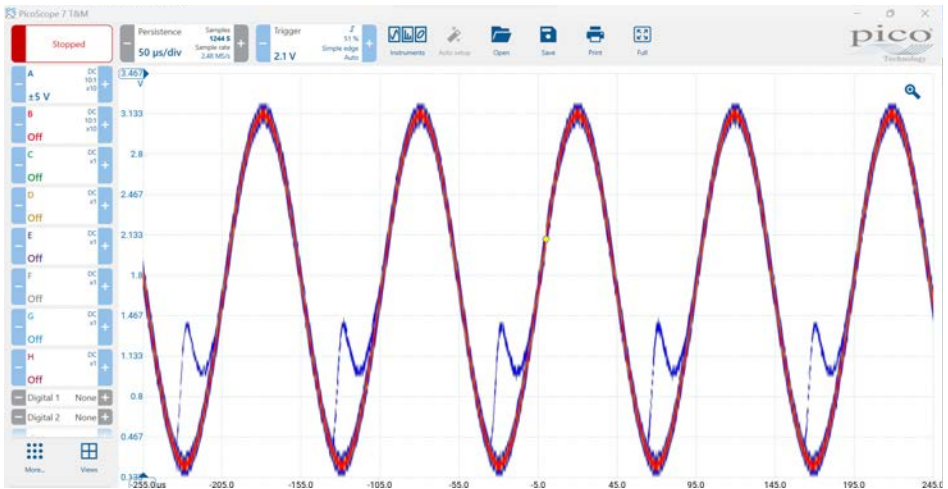 PicoScope 7 T&M
Stopped
Persistence
50 µs/div
Samples
1244 S
Sample rate
2.48 MS/s
Trigger
2.1 V
51 %
Simple edge
Auto
Instruments
Auto setup
Open
Save
Print
Full
pico
Technology
A
DC
10:1
x10
±5 V
B
DC
10:1
x10
Off
C
DC
x1
Off
D
DC
x1
Off
E
DC
x1
Off
F
DC
x1
Off
G
DC
x1
Off
H
DC
x1
Off
Digital 1 None
Digital 2 None
More...
Views
3.467
V
3.133
2.8
2.467
2.133
1.8
1.467
1.133
0.8
0.467
-255.0 µs
-205.0
-155.0
-105.0
-55.0
-5.0
45.0
95.0
145.0
195.0
245.0